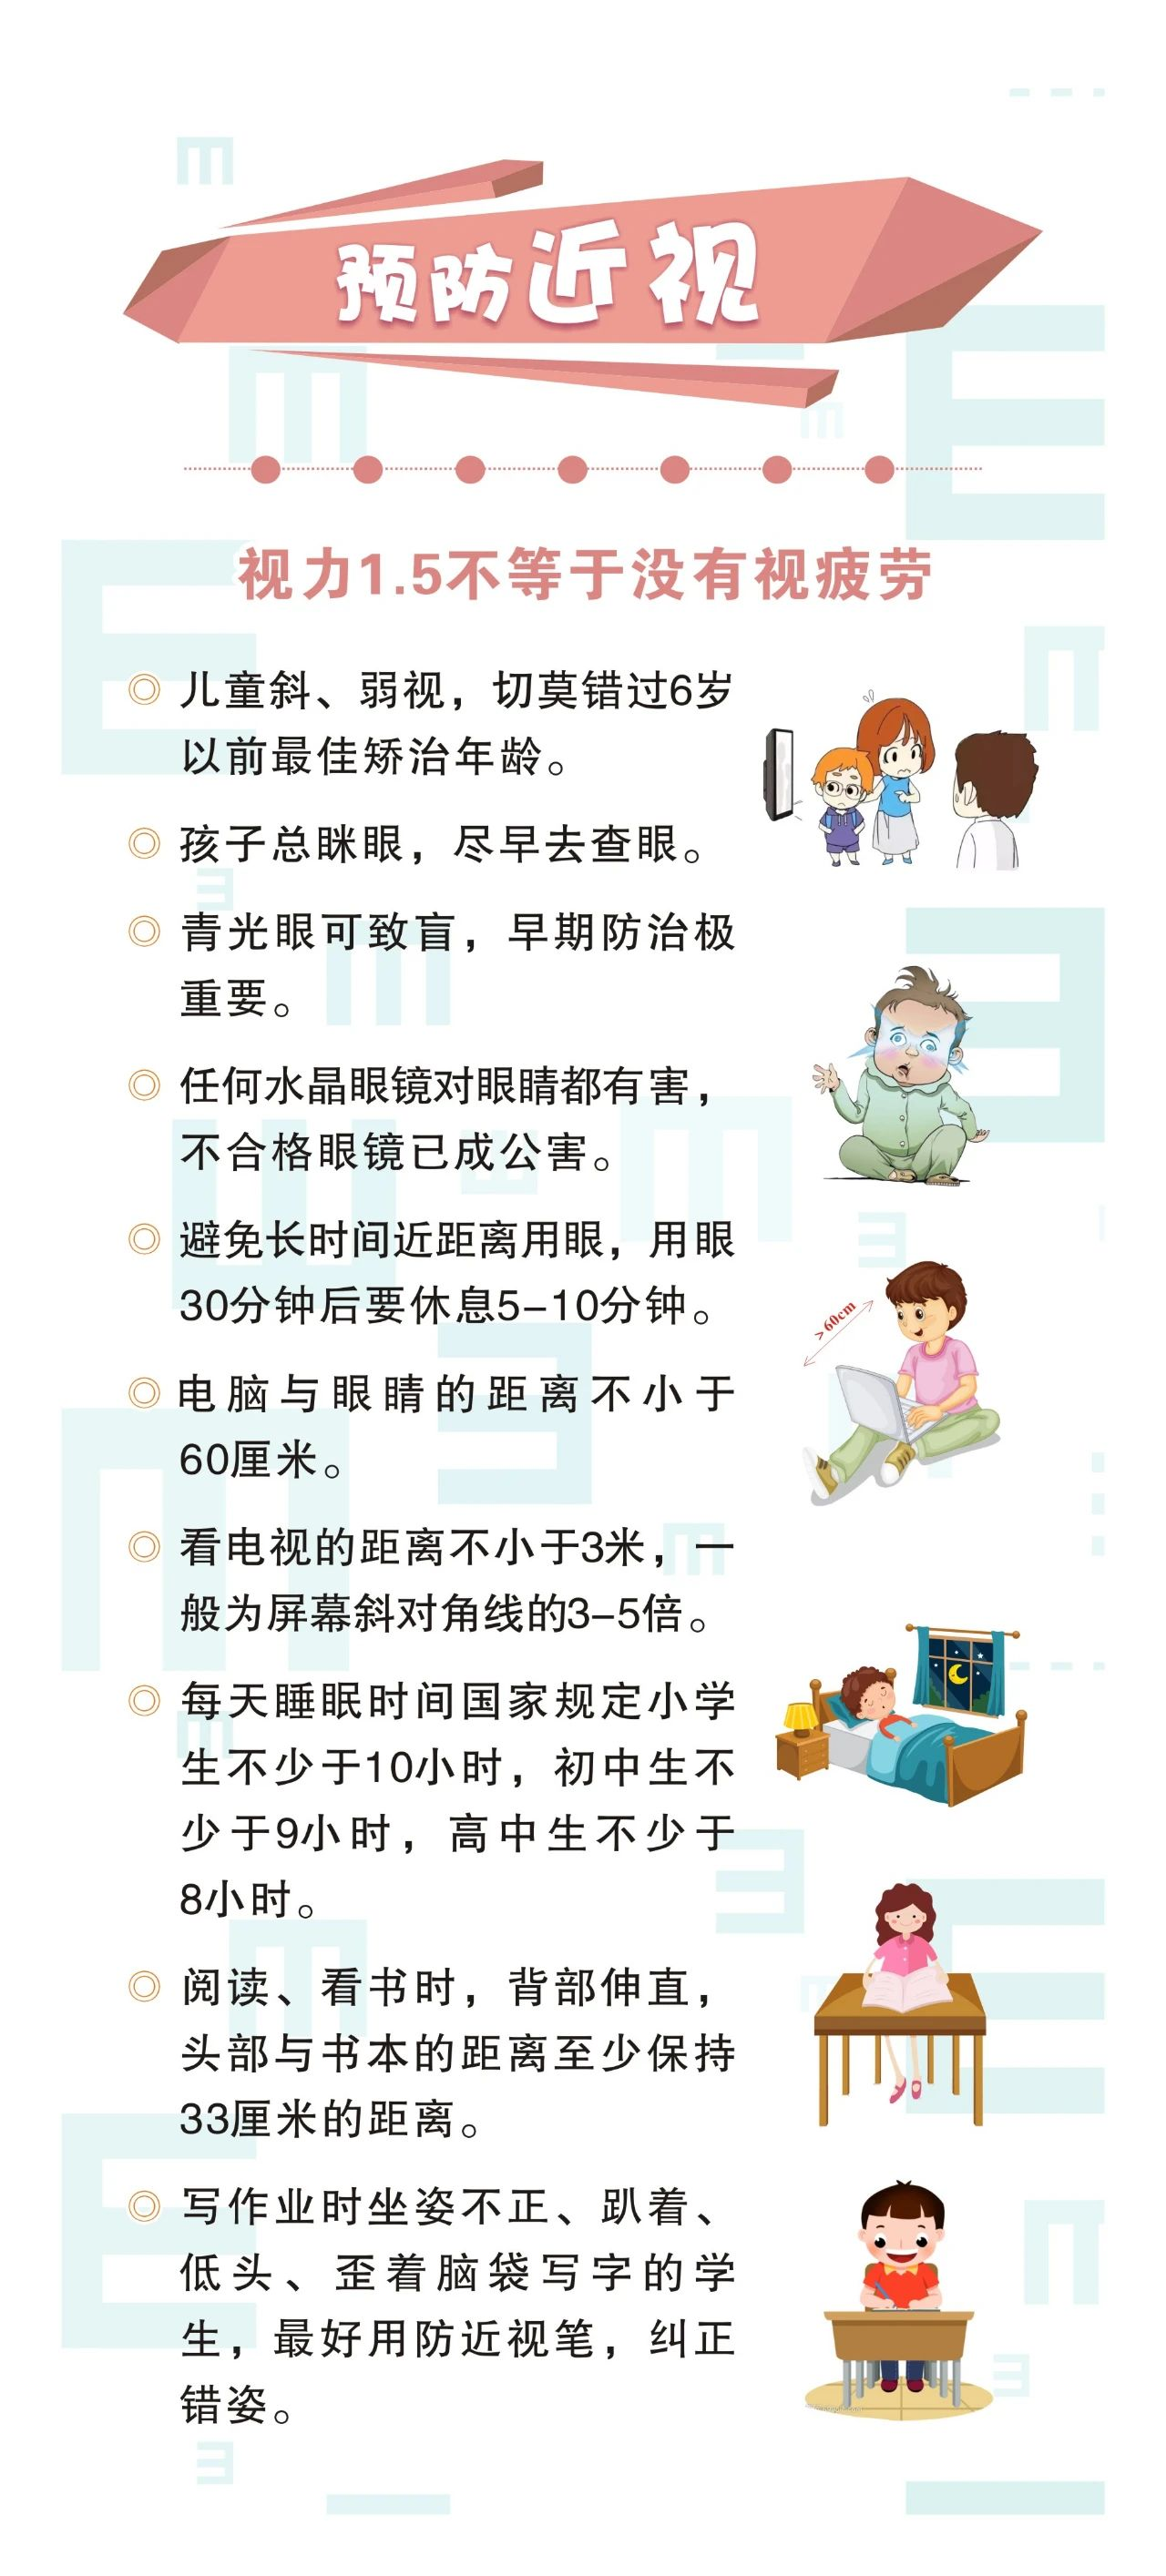 预防近视
视力1.5不等于没有视疲劳
◎ 儿童斜、弱视，切莫错过6岁
以前最佳矫治年龄。
◎ 孩子总眯眼，尽早去查眼。
◎ 青光眼可致盲，早期防治极
重要。
◎ 任何水晶眼镜对眼睛都有害，
不合格眼镜已成公害。
◎ 避免长时间近距离用眼，用眼
30分钟后要休息5-10分钟。
>60cm
◎ 电脑与眼睛的距离不小于
60厘米。
◎ 看电视的距离不小于3米，一
般为屏幕斜对角线的3-5倍。
◎ 每天睡眠时间国家规定小学
生不少于10小时，初中生不
少于9小时，高中生不少于
8小时。
◎ 阅读、看书时，背部伸直，
头部与书本的距离至少保持
33厘米的距离。
◎ 写作业时坐姿不正、趴着、
低头、歪着脑袋写字的学
生，最好用防近视笔，纠正
错姿。